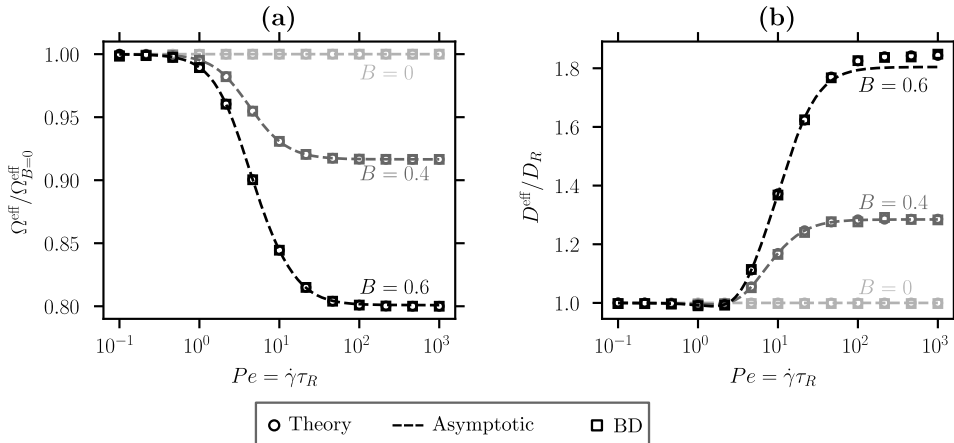 (a)
1.00
0.95
0.90
0.85
0.80
Ω^eff/Ω^eff_{B=0}
B = 0
B = 0.4
B = 0.6
10^−1 10^0 10^1 10^2 10^3
Pe = γ̇τ_R
(b)
1.8
1.6
1.4
1.2
1.0
D^eff/D_R
B = 0.6
B = 0.4
B = 0
10^−1 10^0 10^1 10^2 10^3
Pe = γ̇τ_R
Theory Asymptotic BD